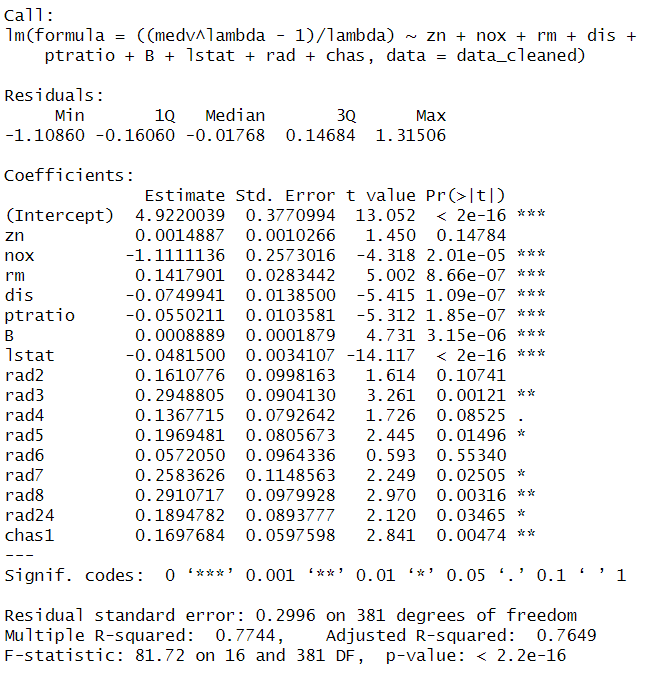 Call:
lm(formula = ((medv^lambda - 1)/lambda) ~ zn + nox + rm + dis +
    ptratio + B + lstat + rad + chas, data = data_cleaned)
Residuals:
     Min       1Q   Median       3Q      Max
-1.10860 -0.16060 -0.01768  0.14684  1.31506
Coefficients:
              Estimate Std. Error t value Pr(>|t|)
(Intercept)  4.9220039  0.3770994  13.052  < 2e-16 ***
zn           0.0014887  0.0010266   1.450  0.14784
nox         -1.1111136  0.2573016  -4.318 2.01e-05 ***
rm           0.1417901  0.0283442   5.002 8.66e-07 ***
dis         -0.0749941  0.0138500  -5.415 1.09e-07 ***
ptratio     -0.0550211  0.0103581  -5.312 1.85e-07 ***
B            0.0008889  0.0001879   4.731 3.15e-06 ***
lstat       -0.0481500  0.0034107 -14.117  < 2e-16 ***
rad2         0.1610776  0.0998163   1.614  0.10741
rad3         0.2948805  0.0904130   3.261  0.00121 **
rad4         0.1367715  0.0792642   1.726  0.08525 .
rad5         0.1969481  0.0805673   2.445  0.01496 *
rad6         0.0572050  0.0964336   0.593  0.55340
rad7         0.2583626  0.1148563   2.249  0.02505 *
rad8         0.2910717  0.0979928   2.970  0.00316 **
rad24        0.1894782  0.0893777   2.120  0.03465 *
chas1        0.1697684  0.0597598   2.841  0.00474 **
---
Signif. codes:  0 ‘***’ 0.001 ‘**’ 0.01 ‘*’ 0.05 ‘.’ 0.1 ‘ ’ 1
Residual standard error: 0.2996 on 381 degrees of freedom
Multiple R-squared:  0.7744,    Adjusted R-squared:  0.7649
F-statistic: 81.72 on 16 and 381 DF,  p-value: < 2.2e-16